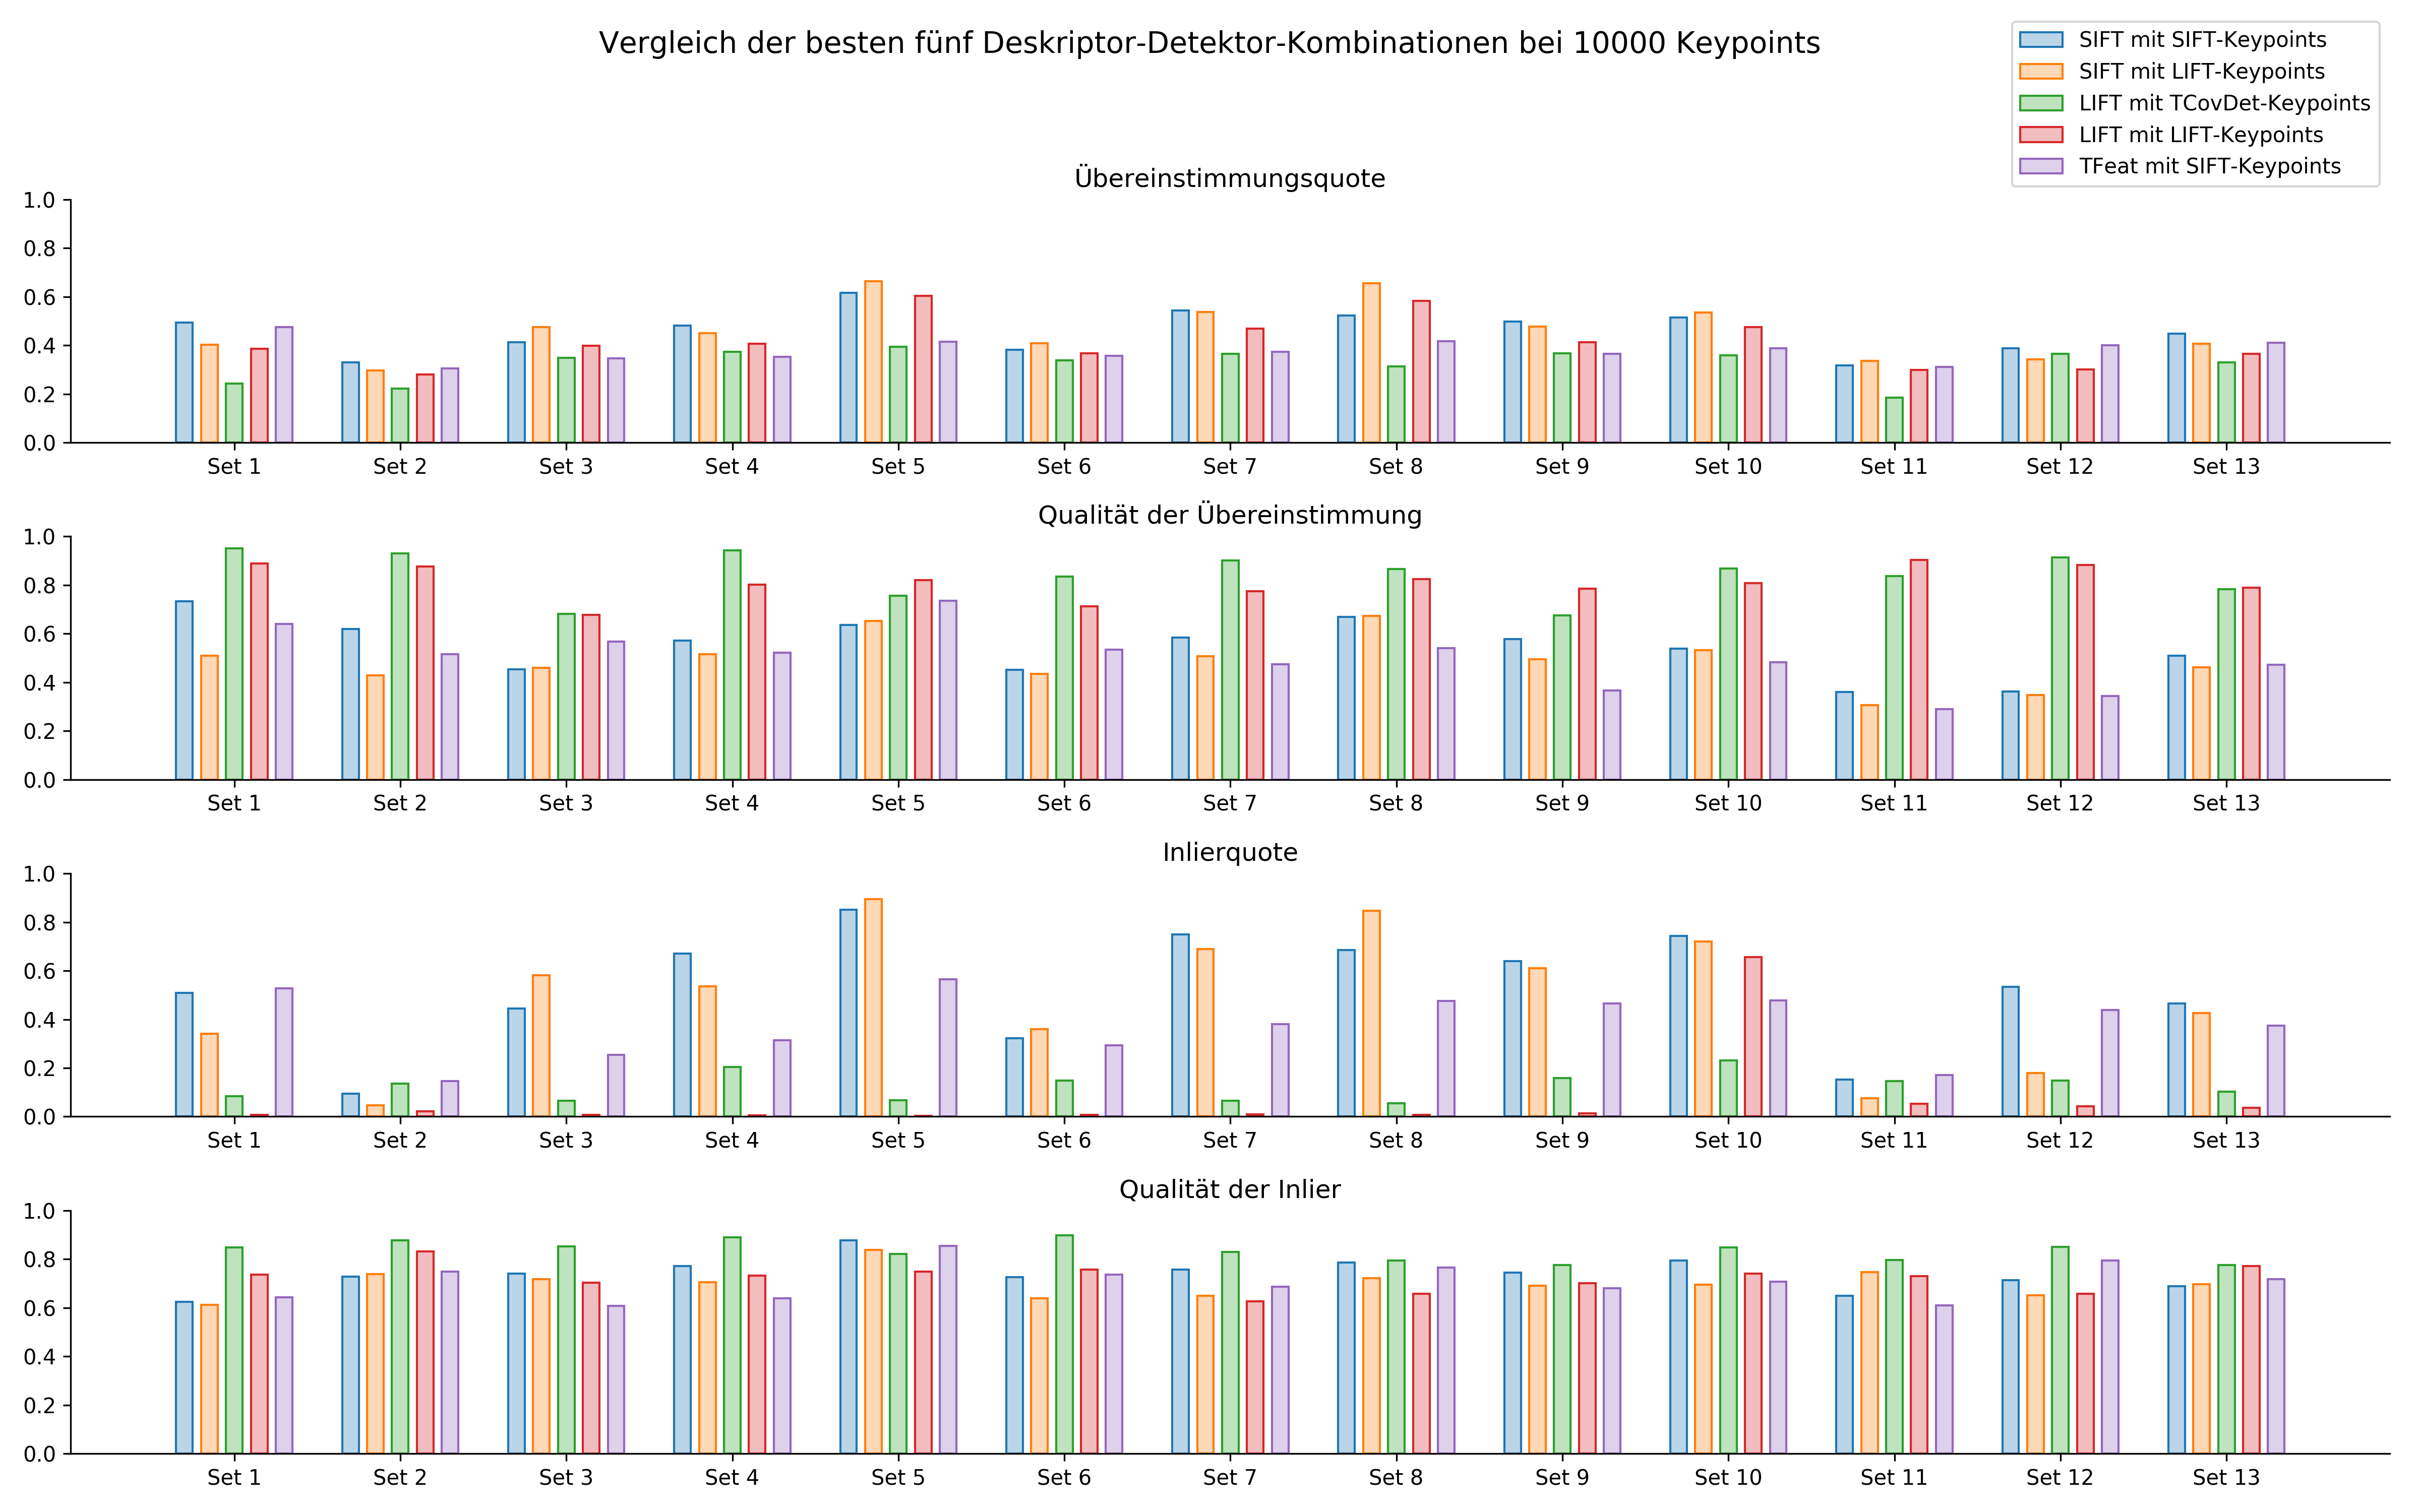 Vergleich der besten fünf Deskriptor-Detektor-Kombinationen bei 10000 Keypoints
SIFT mit SIFT-Keypoints
SIFT mit LIFT-Keypoints
LIFT mit TCovDet-Keypoints
LIFT mit LIFT-Keypoints
TFeat mit SIFT-Keypoints
Übereinstimmungsquote
1.0
0.8
0.6
0.4
0.2
0.0
Set 1 Set 2 Set 3 Set 4 Set 5 Set 6 Set 7 Set 8 Set 9 Set 10 Set 11 Set 12 Set 13
Qualität der Übereinstimmung
1.0
0.8
0.6
0.4
0.2
0.0
Set 1 Set 2 Set 3 Set 4 Set 5 Set 6 Set 7 Set 8 Set 9 Set 10 Set 11 Set 12 Set 13
Inlierquote
1.0
0.8
0.6
0.4
0.2
0.0
Set 1 Set 2 Set 3 Set 4 Set 5 Set 6 Set 7 Set 8 Set 9 Set 10 Set 11 Set 12 Set 13
Qualität der Inlier
1.0
0.8
0.6
0.4
0.2
0.0
Set 1 Set 2 Set 3 Set 4 Set 5 Set 6 Set 7 Set 8 Set 9 Set 10 Set 11 Set 12 Set 13